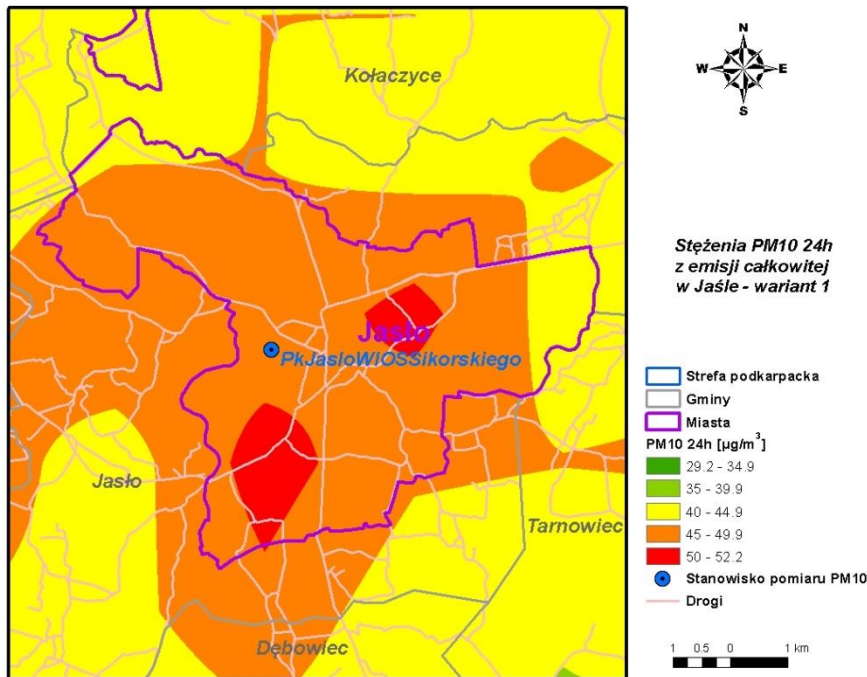 Kołaczyce
Jasło
PkJasloWIOSSikorskiego
Jasło
Tarnowiec
Dębowiec
N
W E
S
Stężenia PM10 24h
z emisji całkowitej
w Jaśle - wariant 1
Strefa podkarpacka
Gminy
Miasta
PM10 24h [µg/m³]
29.2 - 34.9
35 - 39.9
40 - 44.9
45 - 49.9
50 - 52.2
Stanowisko pomiaru PM10
Drogi
1 0.5 0 1 km